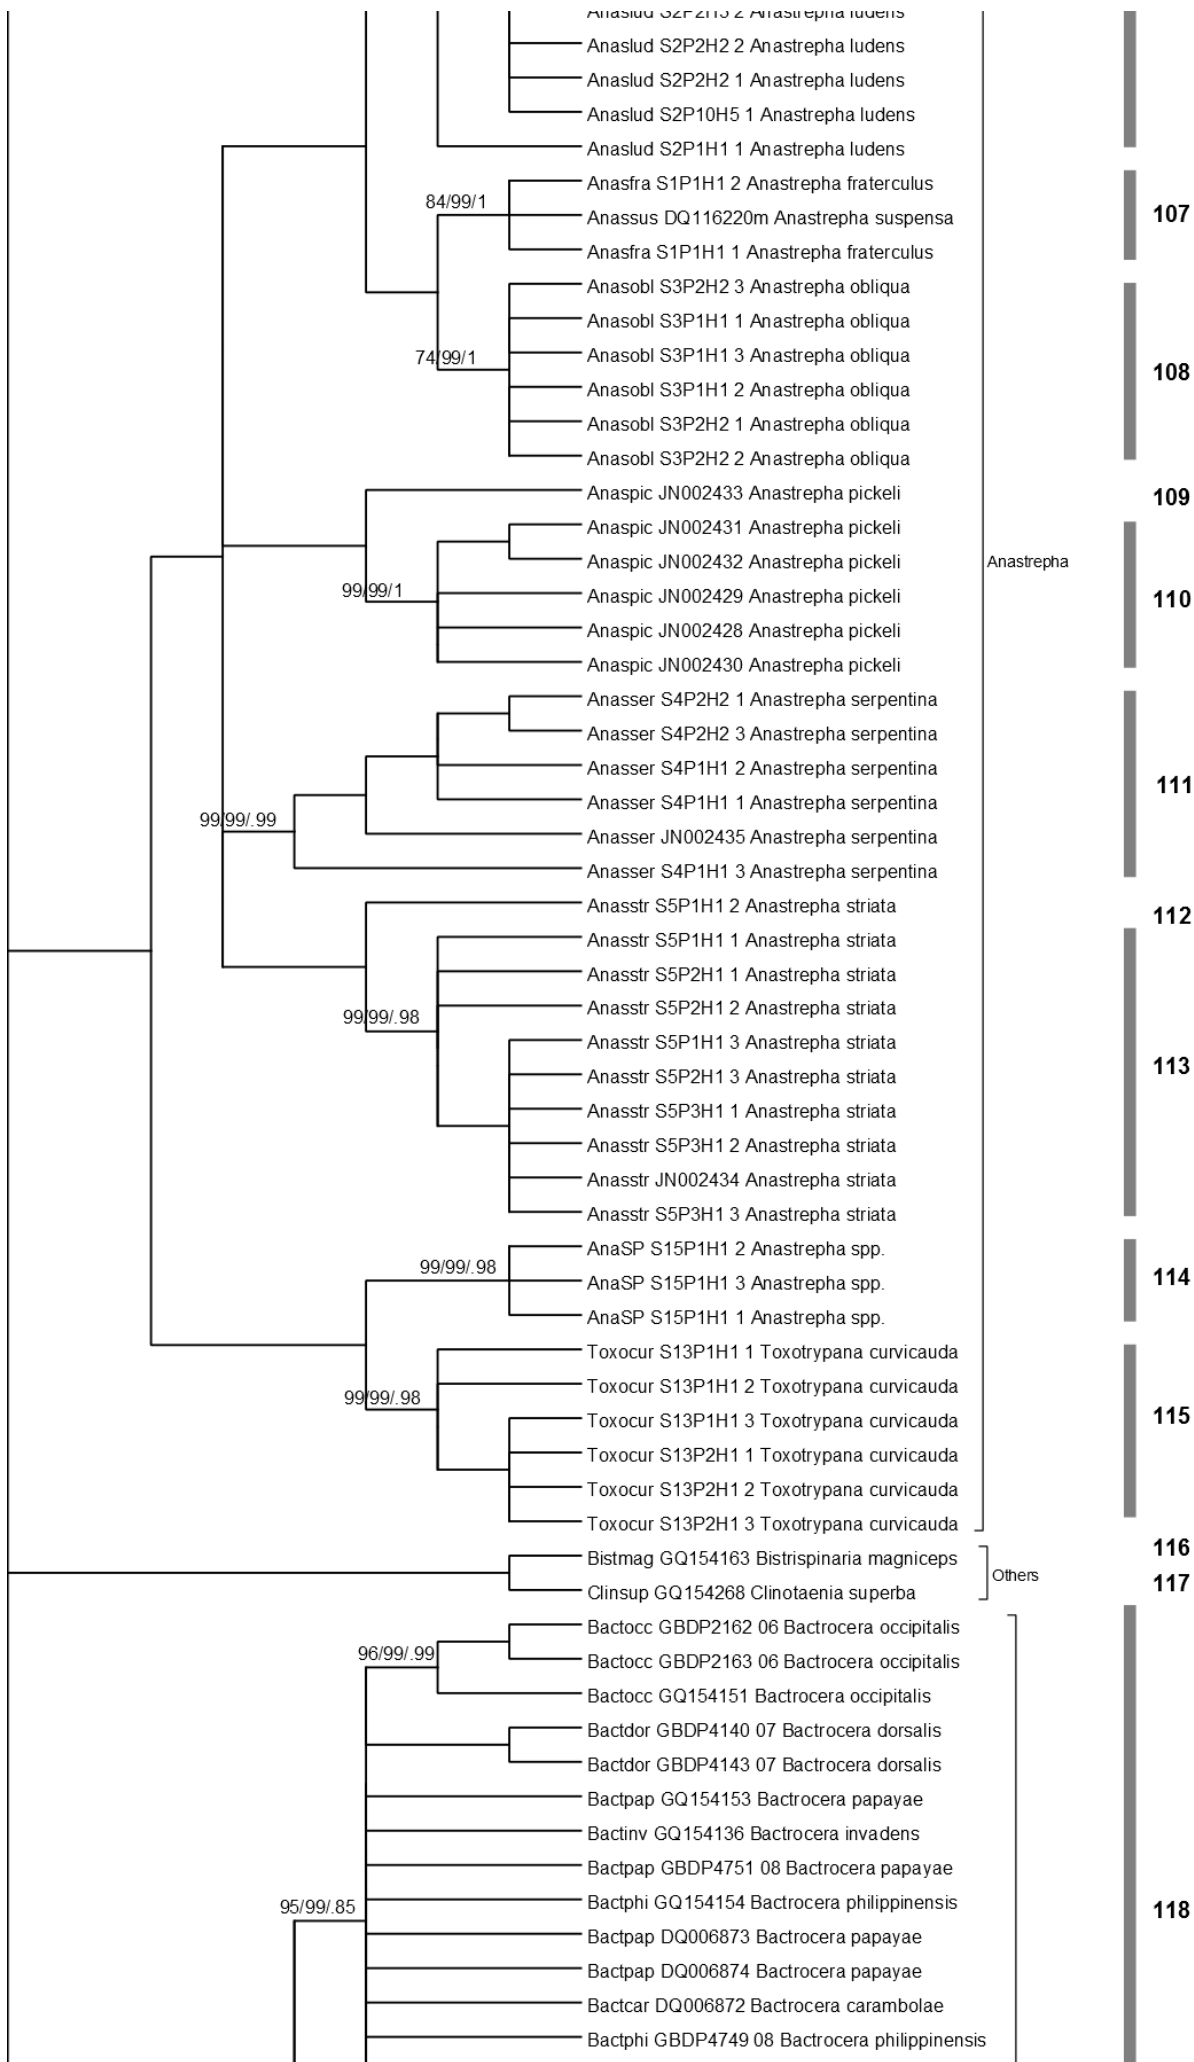 Anaslud S2P2H3 2 Anastrepha ludens
Anaslud S2P2H2 2 Anastrepha ludens
Anaslud S2P2H2 1 Anastrepha ludens
Anaslud S2P10H5 1 Anastrepha ludens
Anaslud S2P1H1 1 Anastrepha ludens
Anasfra S1P1H1 2 Anastrepha fraterculus
84/99/1
Anassus DQ116220m Anastrepha suspensa
107
Anasfra S1P1H1 1 Anastrepha fraterculus
Anasobl S3P2H2 3 Anastrepha obliqua
Anasobl S3P1H1 1 Anastrepha obliqua
Anasobl S3P1H1 3 Anastrepha obliqua
74/99/1
108
Anasobl S3P1H1 2 Anastrepha obliqua
Anasobl S3P2H2 1 Anastrepha obliqua
Anasobl S3P2H2 2 Anastrepha obliqua
Anaspic JN002433 Anastrepha pickeli
109
Anaspic JN002431 Anastrepha pickeli
Anaspic JN002432 Anastrepha pickeli
Anastrepha
99/99/1
Anaspic JN002429 Anastrepha pickeli
110
Anaspic JN002428 Anastrepha pickeli
Anaspic JN002430 Anastrepha pickeli
Anasser S4P2H2 1 Anastrepha serpentina
Anasser S4P2H2 3 Anastrepha serpentina
Anasser S4P1H1 2 Anastrepha serpentina
111
Anasser S4P1H1 1 Anastrepha serpentina
99/99/.99
Anasser JN002435 Anastrepha serpentina
Anasser S4P1H1 3 Anastrepha serpentina
Anasstr S5P1H1 2 Anastrepha striata
112
Anasstr S5P1H1 1 Anastrepha striata
Anasstr S5P2H1 1 Anastrepha striata
Anasstr S5P2H1 2 Anastrepha striata
99/99/.98
Anasstr S5P1H1 3 Anastrepha striata
113
Anasstr S5P2H1 3 Anastrepha striata
Anasstr S5P3H1 1 Anastrepha striata
Anasstr S5P3H1 2 Anastrepha striata
Anasstr JN002434 Anastrepha striata
Anasstr S5P3H1 3 Anastrepha striata
AnaSP S15P1H1 2 Anastrepha spp.
99/99/.98
AnaSP S15P1H1 3 Anastrepha spp.
114
AnaSP S15P1H1 1 Anastrepha spp.
Toxocur S13P1H1 1 Toxotrypana curvicauda
Toxocur S13P1H1 2 Toxotrypana curvicauda
99/99/.98
Toxocur S13P1H1 3 Toxotrypana curvicauda
115
Toxocur S13P2H1 1 Toxotrypana curvicauda
Toxocur S13P2H1 2 Toxotrypana curvicauda
Toxocur S13P2H1 3 Toxotrypana curvicauda
116
Bistmag GQ154163 Bistrispinaria magniceps
Others
117
Clinsup GQ154268 Clinotaenia superba
Bactocc GBDP2162 06 Bactrocera occipitalis
96/99/.99
Bactocc GBDP2163 06 Bactrocera occipitalis
Bactocc GQ154151 Bactrocera occipitalis
Bactdor GBDP4140 07 Bactrocera dorsalis
Bactdor GBDP4143 07 Bactrocera dorsalis
Bactpap GQ154153 Bactrocera papayae
Bactinv GQ154136 Bactrocera invadens
Bactpap GBDP4751 08 Bactrocera papayae
95/99/.85
Bactphi GQ154154 Bactrocera philippinensis
118
Bactpap DQ006873 Bactrocera papayae
Bactpap DQ006874 Bactrocera papayae
Bactcar DQ006872 Bactrocera carambolae
Bactphi GBDP4749 08 Bactrocera philippinensis